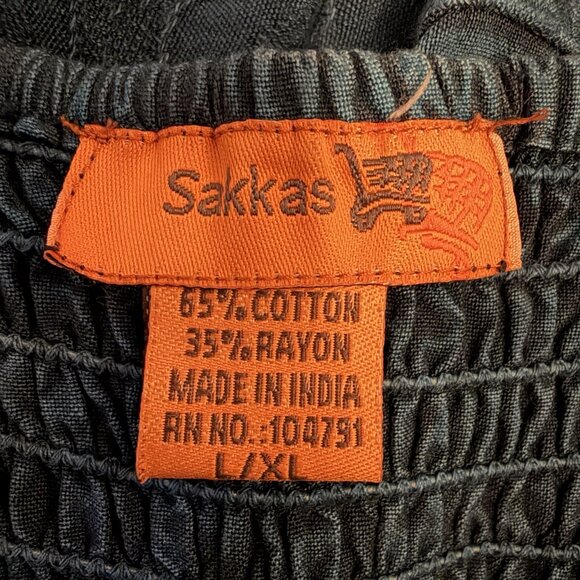 Sakkas
65% COTTON
35% RAYON
MADE IN INDIA
RN NO.:104791
L/XL